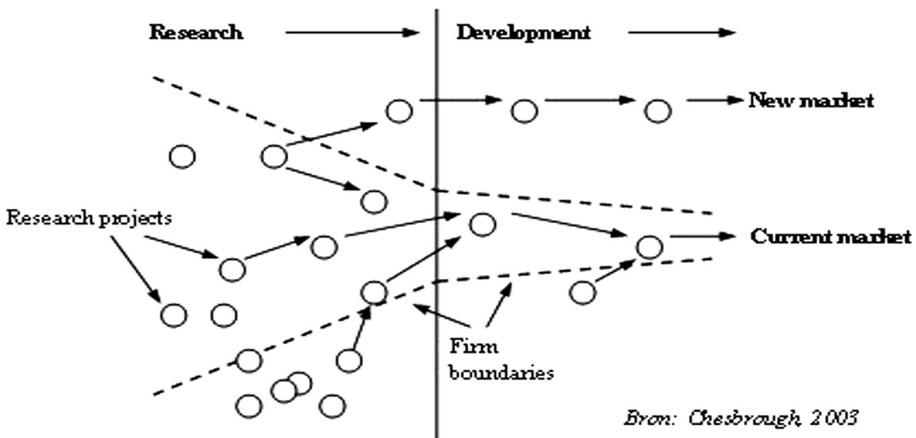 Research
Development
New market
Research projects
Current market
Firm
boundaries
Bron: Chesbrough, 2003